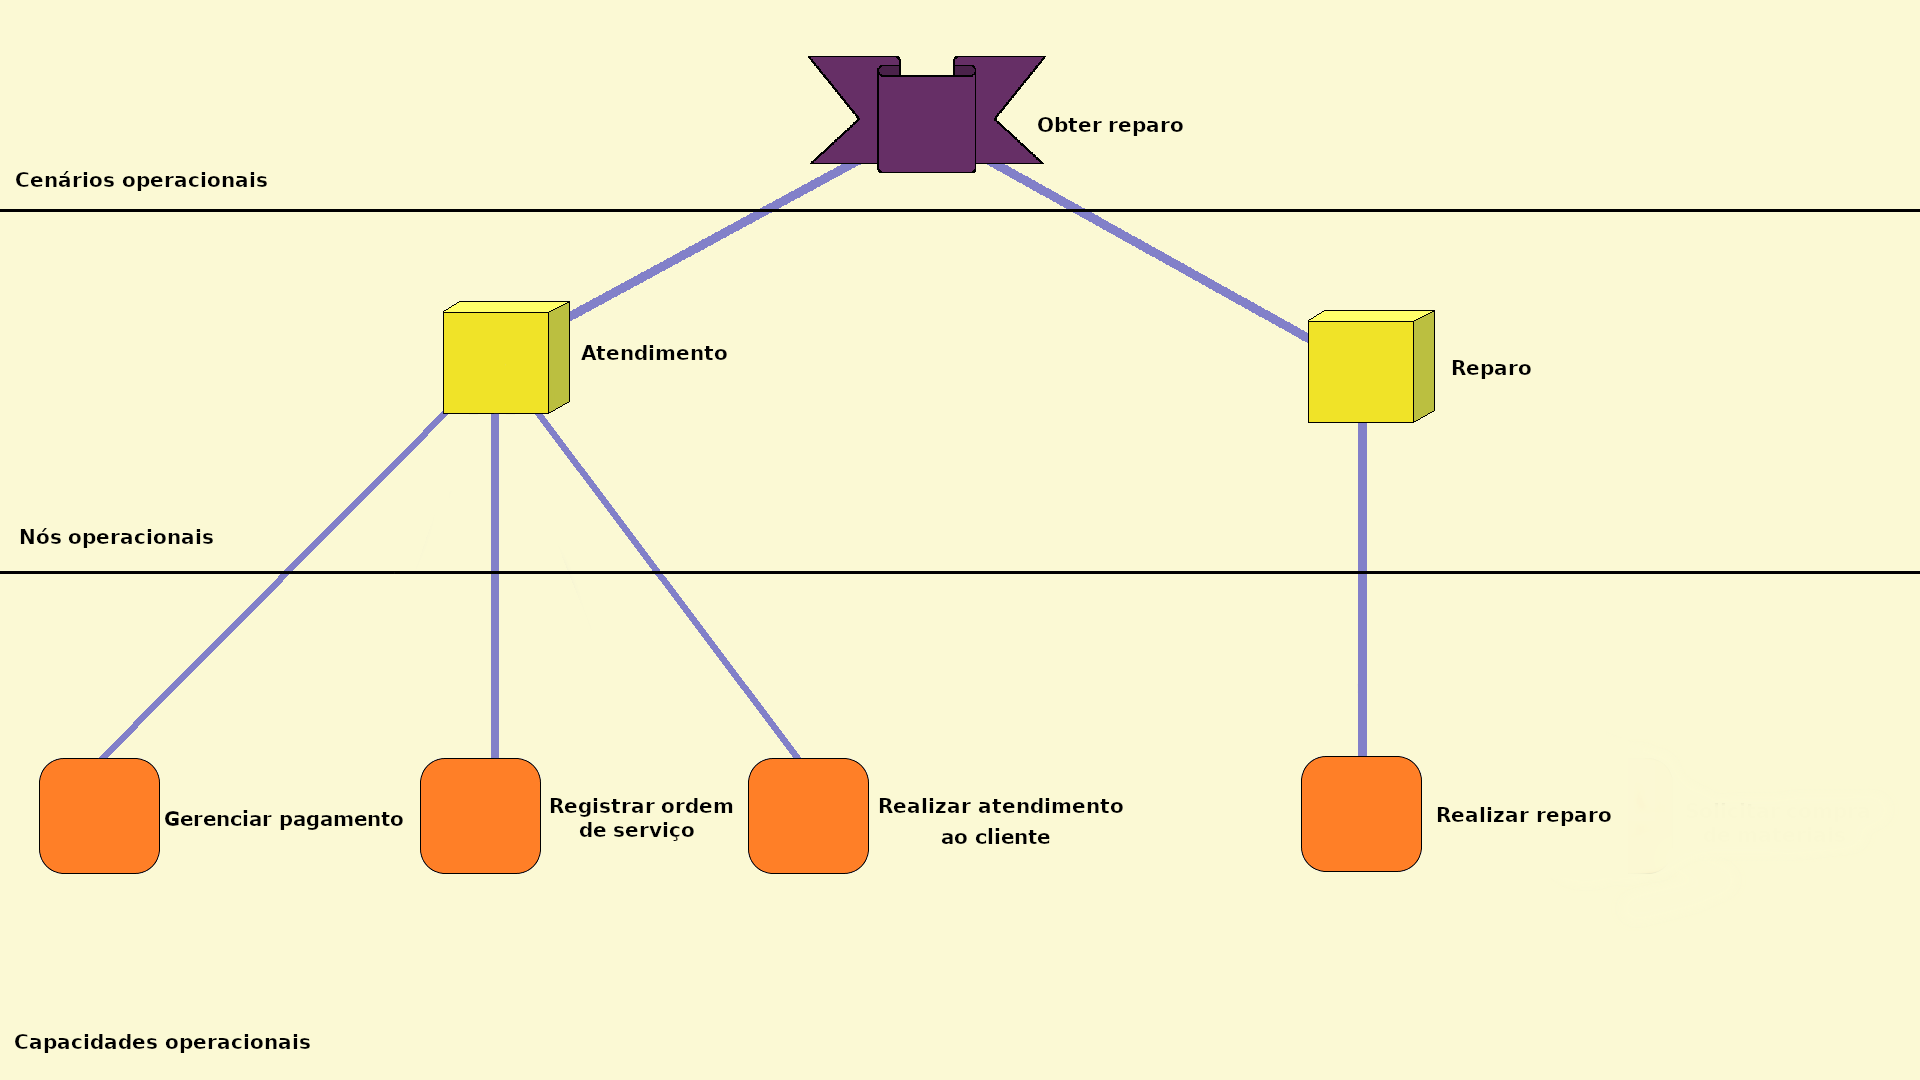 Obter reparo
Cenários operacionais
Atendimento
Reparo
Nós operacionais
Gerenciar pagamento
Registrar ordem
de serviço
Realizar atendimento
ao cliente
Realizar reparo
Capacidades operacionais